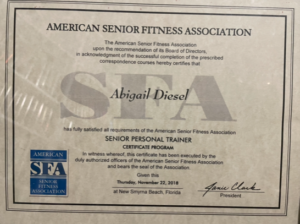 AMERICAN SENIOR FITNESS ASSOCIATION
The American Senior Fitness Association
upon the recommendation of its Board of Directors,
in acknowledgment of the successful completion of the prescribed
correspondence courses hereby certifies that
SFA
Abigail Diesel
has fully satisfied all requirements of the American Senior Fitness Association
SENIOR PERSONAL TRAINER
CERTIFICATE PROGRAM
In witness whereof, this certificate has been executed by the
duly authorized officers of the American Senior Fitness Association
and bears the seal of the Association.
Given this
Thursday, November 22, 2018
at New Smyrna Beach, Florida
AMERICAN
SFA
SENIOR
FITNESS
ASSOCIATION
Janie Clark
President